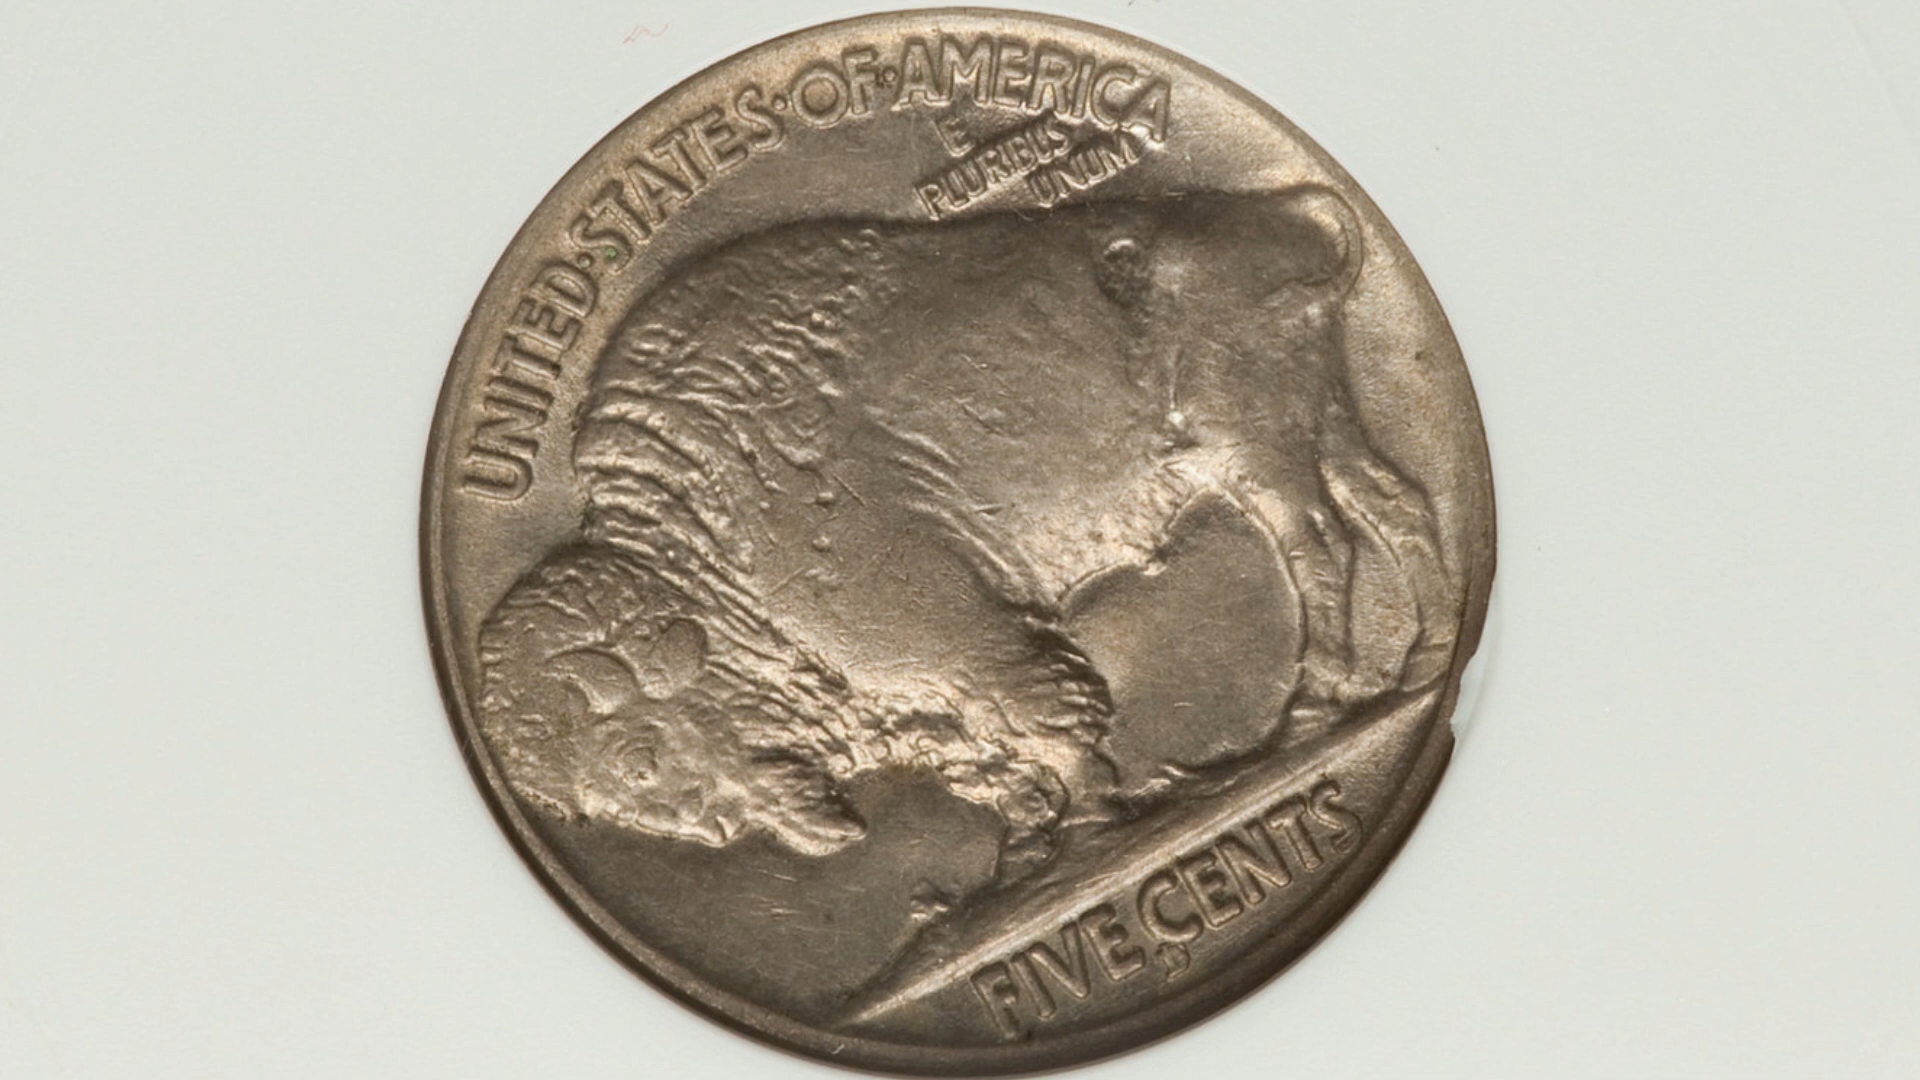 UNITED·STATES·OF·AMERICA
E
PLURIBUS
UNUM
FIVE CENTS
D